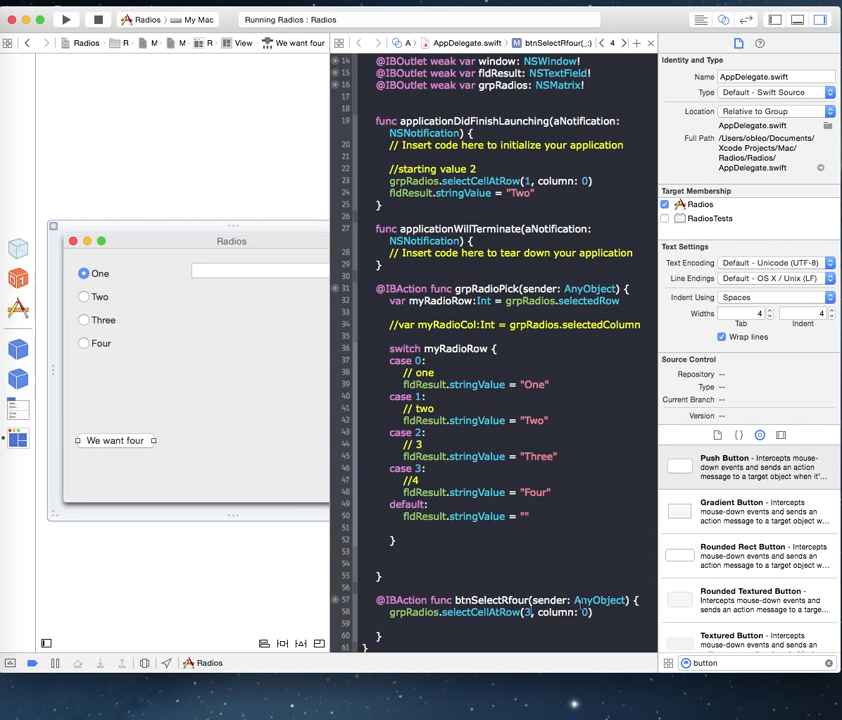 Radios
My Mac
Running Radios : Radios
Radios
R
M
M
R
View
We want four
A
AppDelegate.swift
M
btnSelectRfour(_:)
4
Radios
One
Two
Three
Four
We want four
14 @IBOutlet weak var window: NSWindow!
15 @IBOutlet weak var fldResult: NSTextField!
16 @IBOutlet weak var grpRadios: NSMatrix!
17
18
19 func applicationDidFinishLaunching(aNotification:
NSNotification) {
20 // Insert code here to initialize your application
21
22 //starting value 2
23 grpRadios.selectCellAtRow(1, column: 0)
24 fldResult.stringValue = "Two"
25 }
26
27 func applicationWillTerminate(aNotification:
NSNotification) {
28 // Insert code here to tear down your application
29 }
30
31 @IBAction func grpRadioPick(sender: AnyObject) {
32 var myRadioRow:Int = grpRadios.selectedRow
33
34 //var myRadioCol:Int = grpRadios.selectedColumn
35
36 switch myRadioRow {
37 case 0:
38 // one
39 fldResult.stringValue = "One"
40 case 1:
41 // two
42 fldResult.stringValue = "Two"
43 case 2:
44 // 3
45 fldResult.stringValue = "Three"
46 case 3:
47 //4
48 fldResult.stringValue = "Four"
49 default:
50 fldResult.stringValue = ""
51
52 }
53
54
55 }
56
57 @IBAction func btnSelectRfour(sender: AnyObject) {
58 grpRadios.selectCellAtRow(3, column: 0)
59
60 }
61 }
Radios
Identity and Type
Name AppDelegate.swift
Type Default - Swift Source
Location Relative to Group
AppDelegate.swift
Full Path /Users/obleo/Documents/
Xcode Projects/Mac/
Radios/Radios/
AppDelegate.swift
Target Membership
Radios
RadiosTests
Text Settings
Text Encoding Default - Unicode (UTF-8)
Line Endings Default - OS X / Unix (LF)
Indent Using Spaces
Widths 4 4
Tab Indent
Wrap lines
Source Control
Repository --
Type --
Current Branch --
Version --
{ }
Push Button - Intercepts mouse-
down events and sends an action
message to a target object when it'...
Gradient Button - Intercepts
mouse-down events and sends an
action message to a target object w...
Rounded Rect Button - Intercepts
mouse-down events and sends an
action message to a target object w...
Rounded Textured Button -
Intercepts mouse-down events and
sends an action message to a target...
Textured Button - Intercepts
mouse-down events and sends an
action message to a target object w...
button